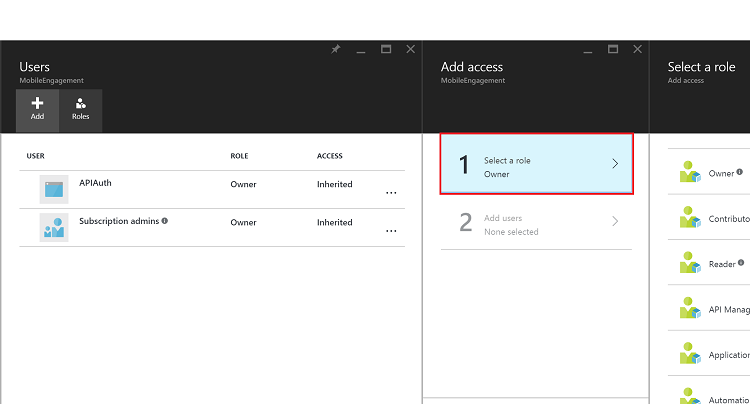 Users
MobileEngagement
Add
Roles
USER ROLE ACCESS
APIAuth Owner Inherited ...
Subscription admins Owner Inherited ...
Add access
MobileEngagement
1 Select a role
Owner
2 Add users
None selected
Select a role
Add access
Owner
Contributo
Reader
API Manag
Application
Automatio